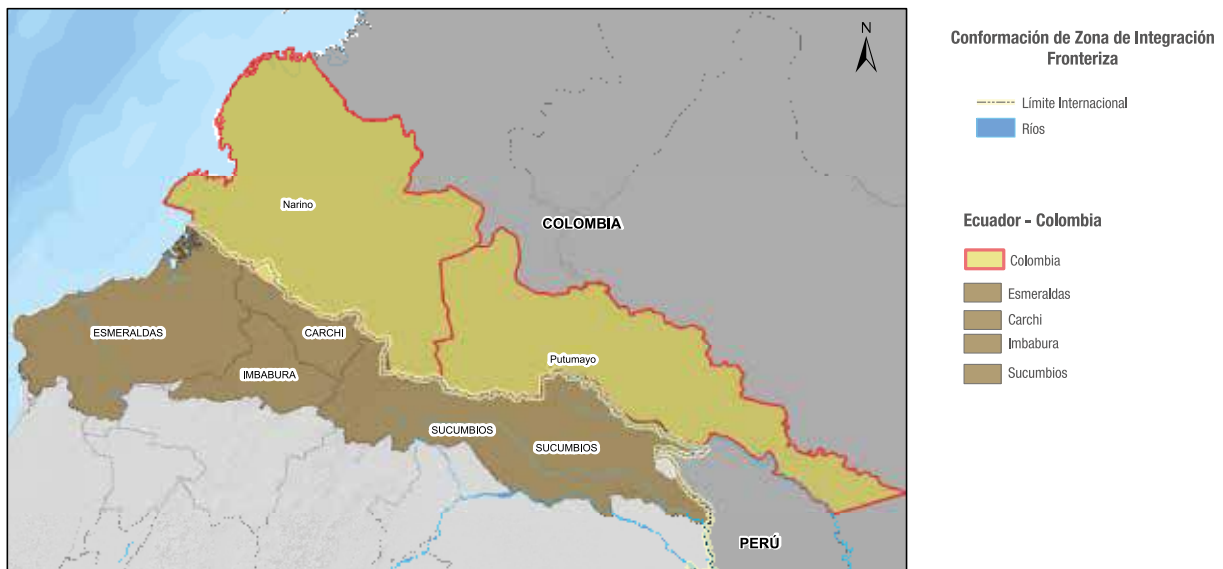 N
Narino
COLOMBIA
ESMERALDAS
CARCHI
IMBABURA
Putumayo
SUCUMBIOS
SUCUMBIOS
PERÚ
Conformación de Zona de Integración
Fronteriza
Límite Internacional
Ríos
Ecuador - Colombia
Colombia
Esmeraldas
Carchi
Imbabura
Sucumbios